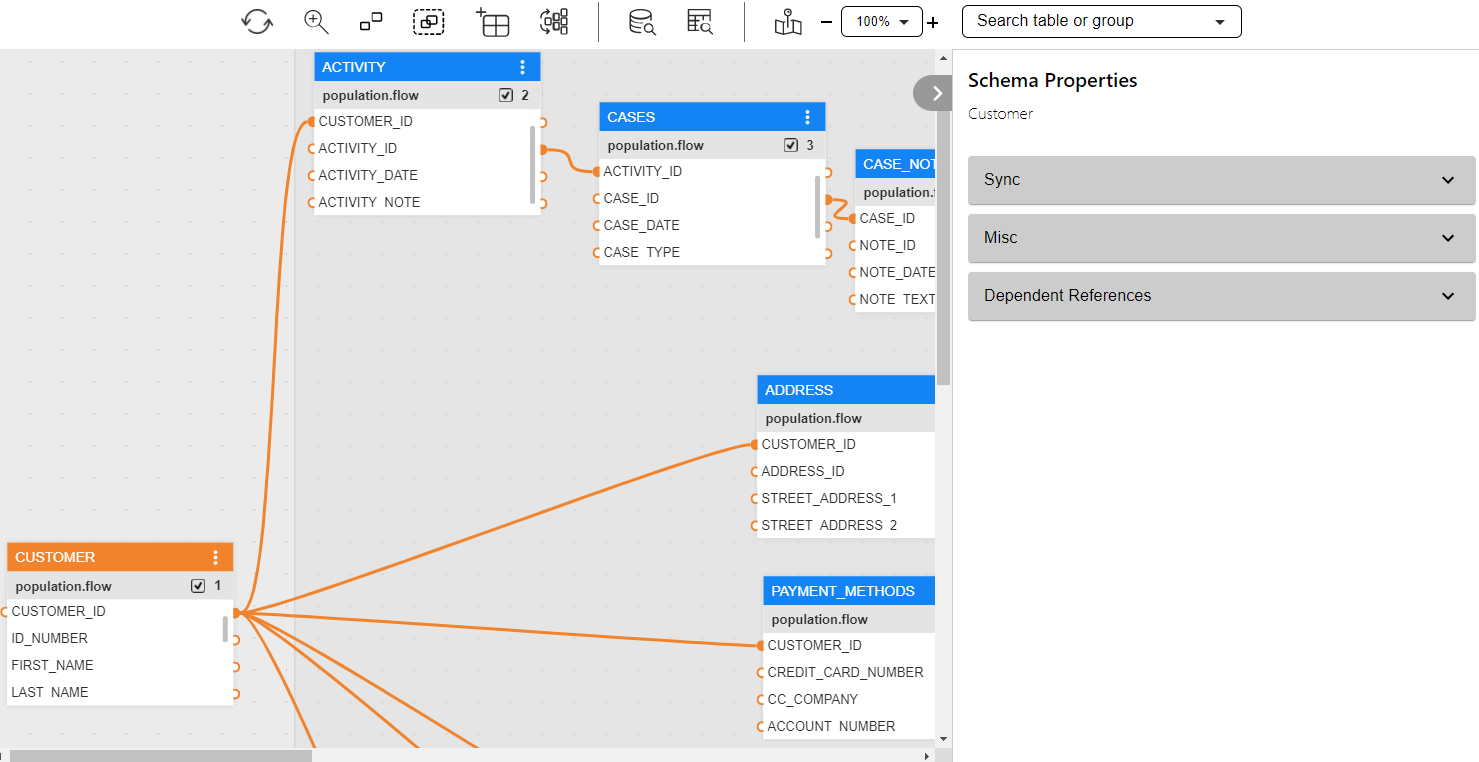 100%
Search table or group
ACTIVITY
population.flow 2
CUSTOMER_ID
ACTIVITY_ID
ACTIVITY_DATE
ACTIVITY_NOTE
CASES
population.flow 3
ACTIVITY_ID
CASE_ID
CASE_DATE
CASE_TYPE
CASE_NOT
population.
CASE_ID
NOTE_ID
NOTE_DATE
NOTE_TEXT
ADDRESS
population.flow
CUSTOMER_ID
ADDRESS_ID
STREET_ADDRESS_1
STREET_ADDRESS_2
CUSTOMER
population.flow 1
CUSTOMER_ID
ID_NUMBER
FIRST_NAME
LAST_NAME
PAYMENT_METHODS
population.flow
CUSTOMER_ID
CREDIT_CARD_NUMBER
CC_COMPANY
ACCOUNT_NUMBER
Schema Properties
Customer
Sync
Misc
Dependent References